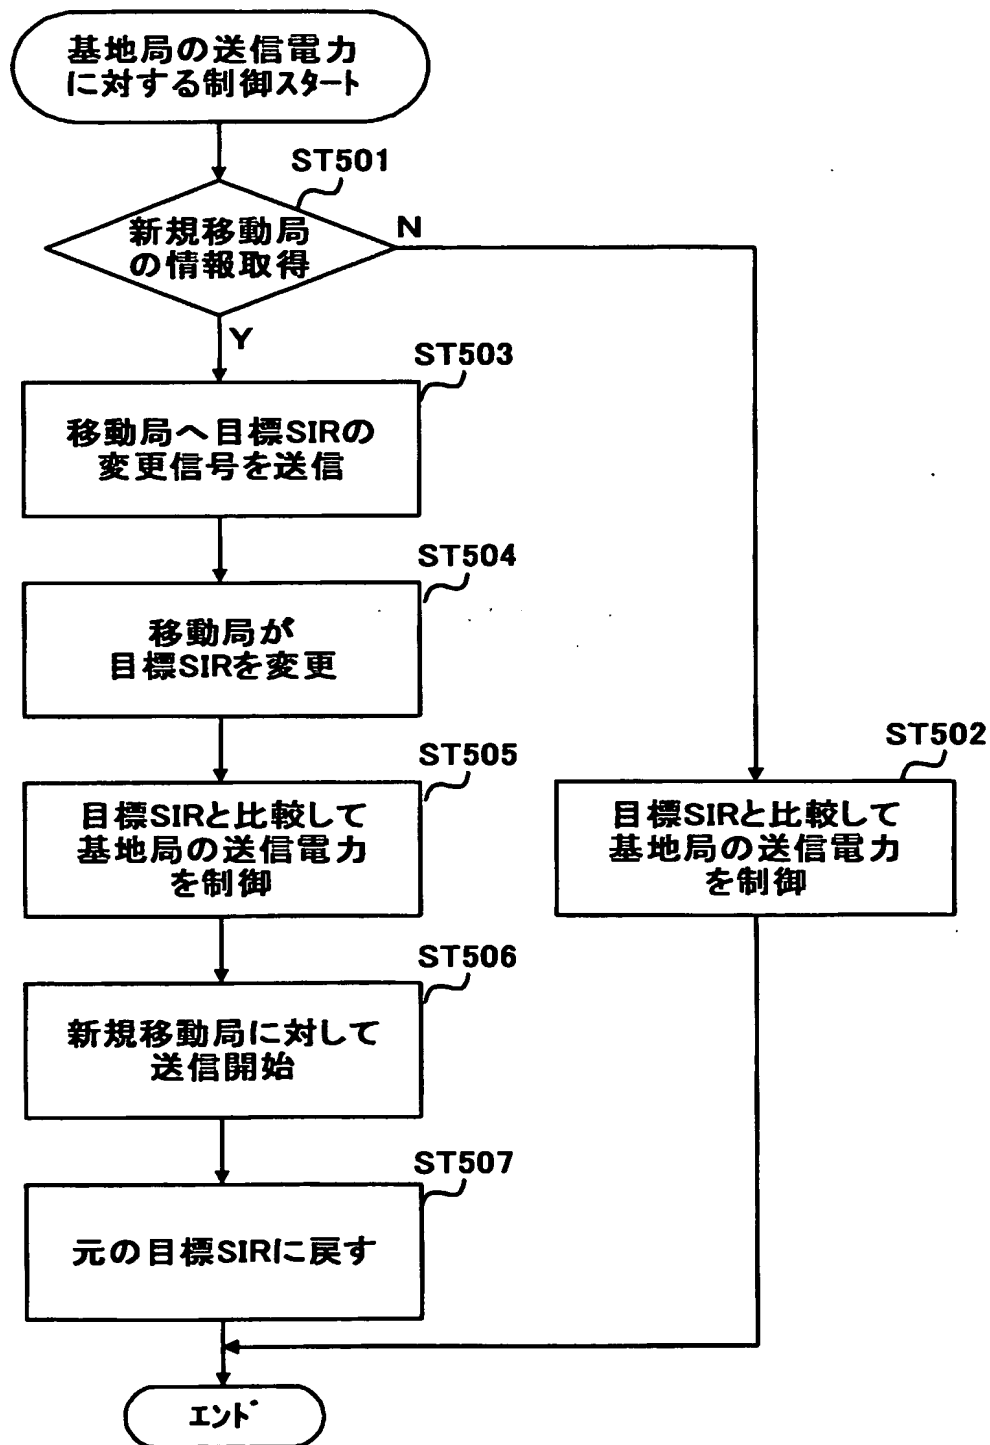 基地局の送信電力
に対する制御スタート
ST501
新規移動局
の情報取得
N
Y
ST503
移動局へ目標SIRの
変更信号を送信
ST504
移動局が
目標SIRを変更
ST505
目標SIRと比較して
基地局の送信電力
を制御
ST502
目標SIRと比較して
基地局の送信電力
を制御
ST506
新規移動局に対して
送信開始
ST507
元の目標SIRに戻す
エンド